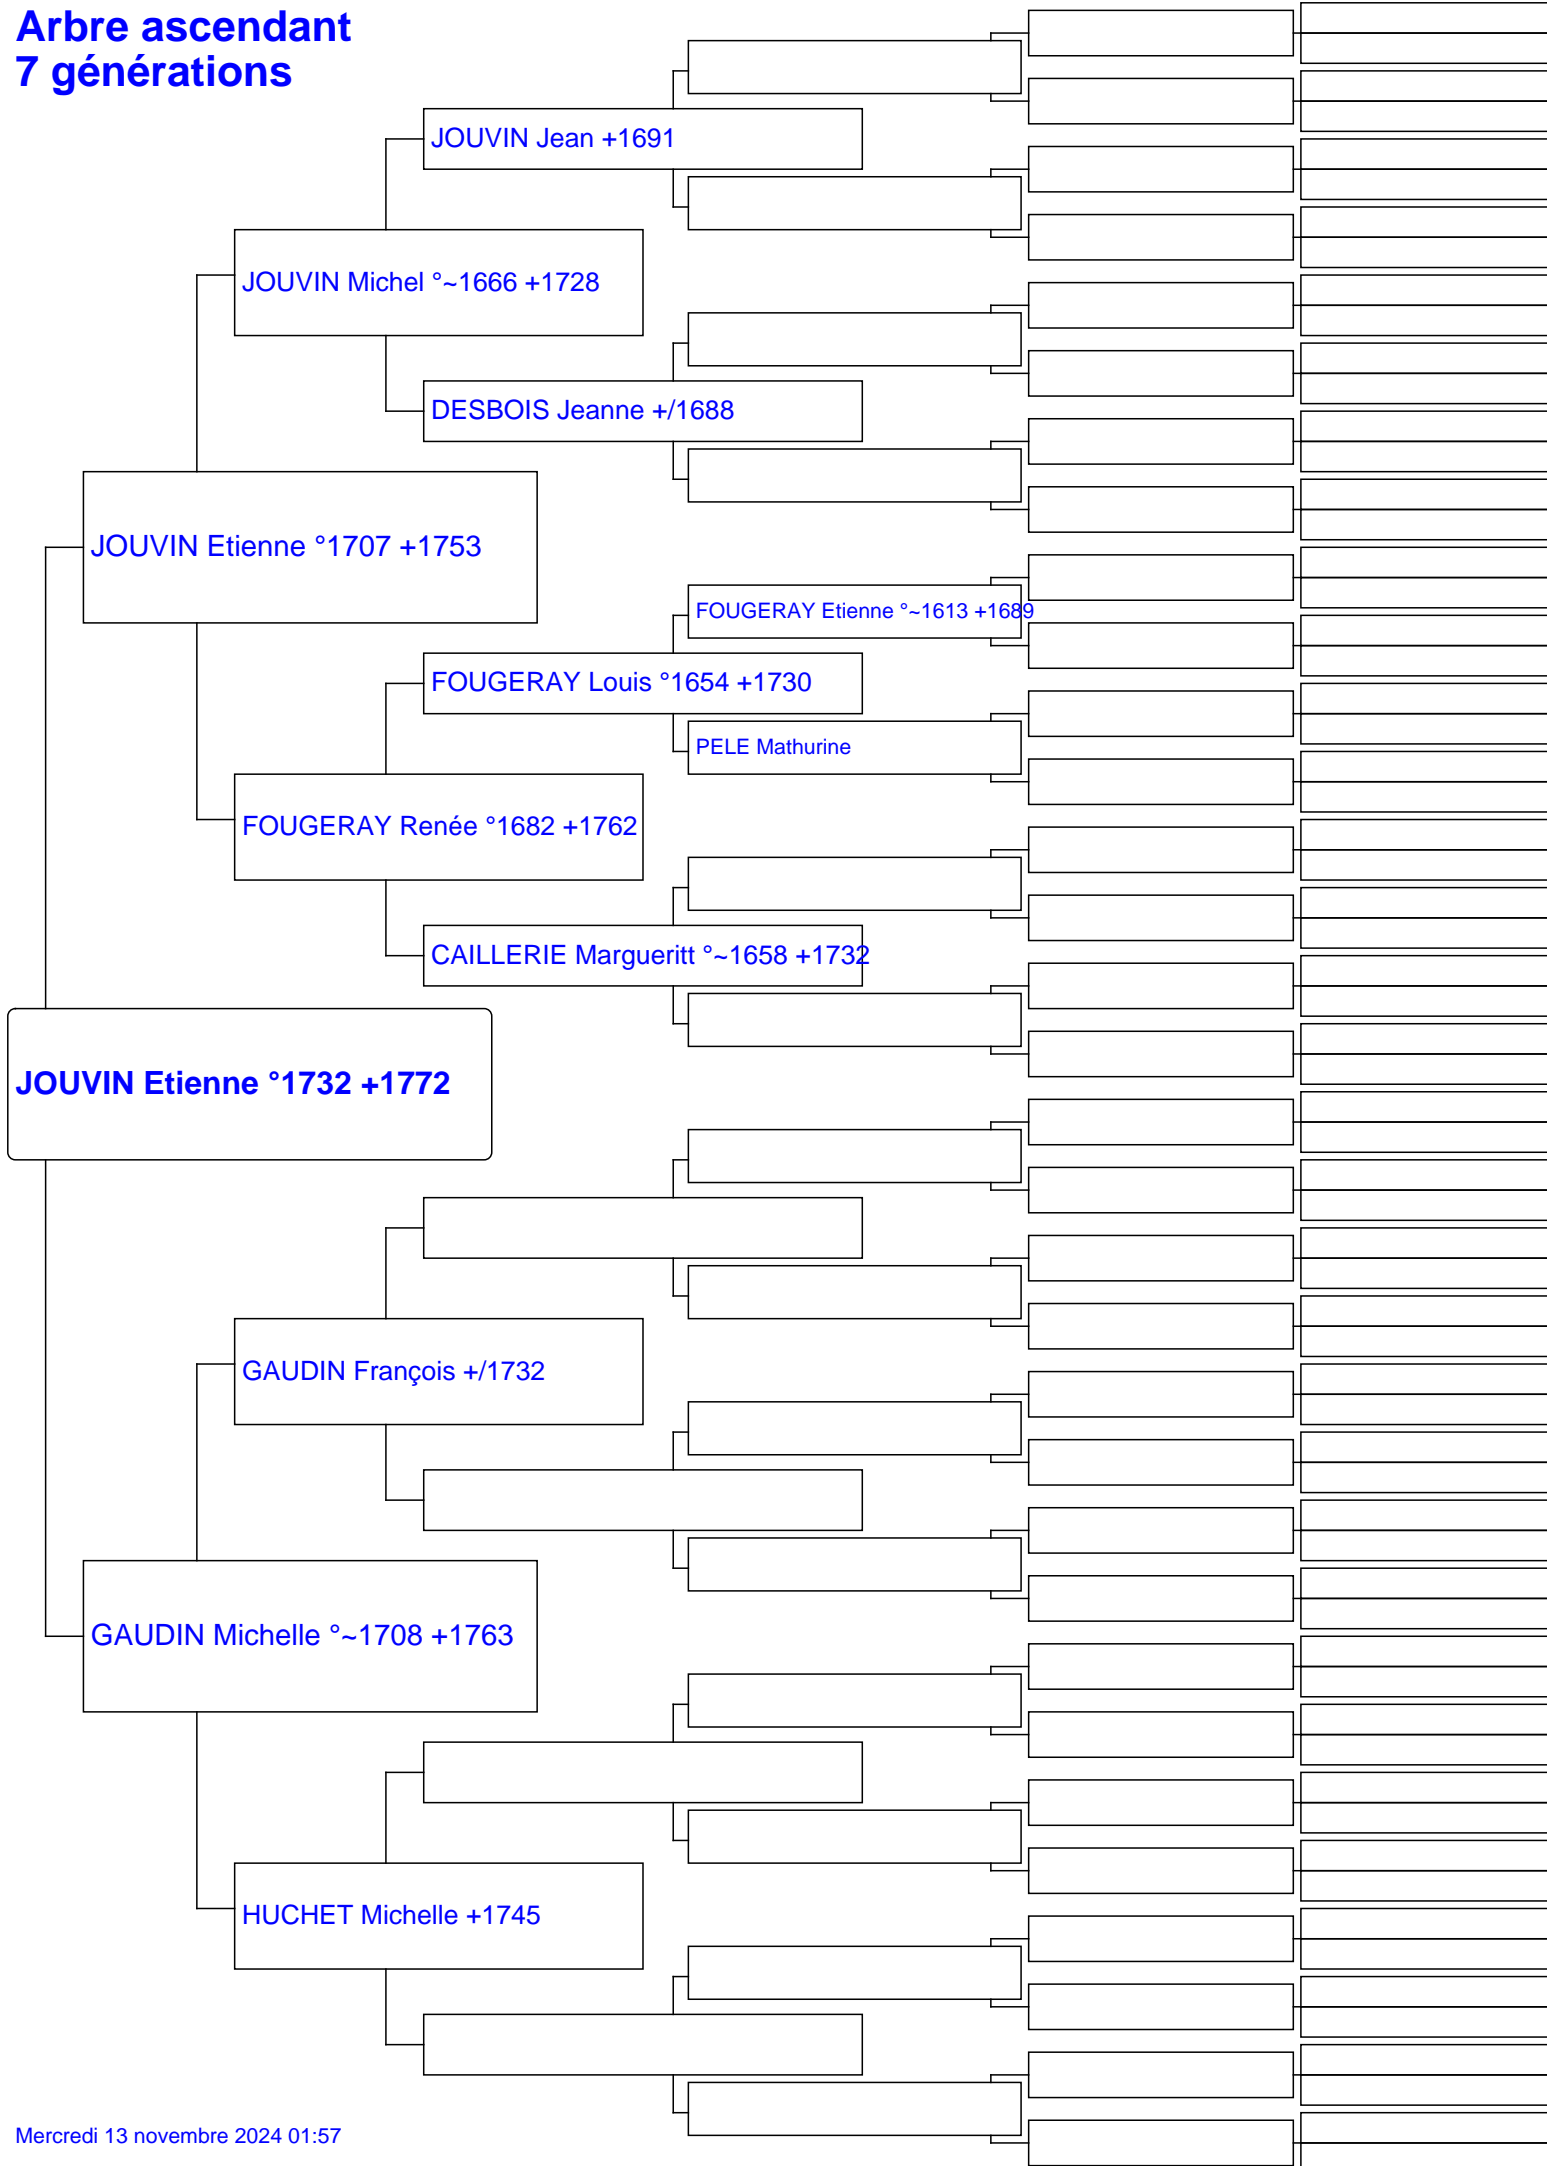 Arbre ascendant
7 générations
JOUVIN Jean +1691
JOUVIN Michel °~1666 +1728
DESBOIS Jeanne +/1688
JOUVIN Etienne °1707 +1753
FOUGERAY Etienne °~1613 +1689
FOUGERAY Louis °1654 +1730
PELE Mathurine
FOUGERAY Renée °1682 +1762
CAILLERIE Margueritt °~1658 +1732
JOUVIN Etienne °1732 +1772
GAUDIN François +/1732
GAUDIN Michelle °~1708 +1763
HUCHET Michelle +1745
Mercredi 13 novembre 2024 01:57